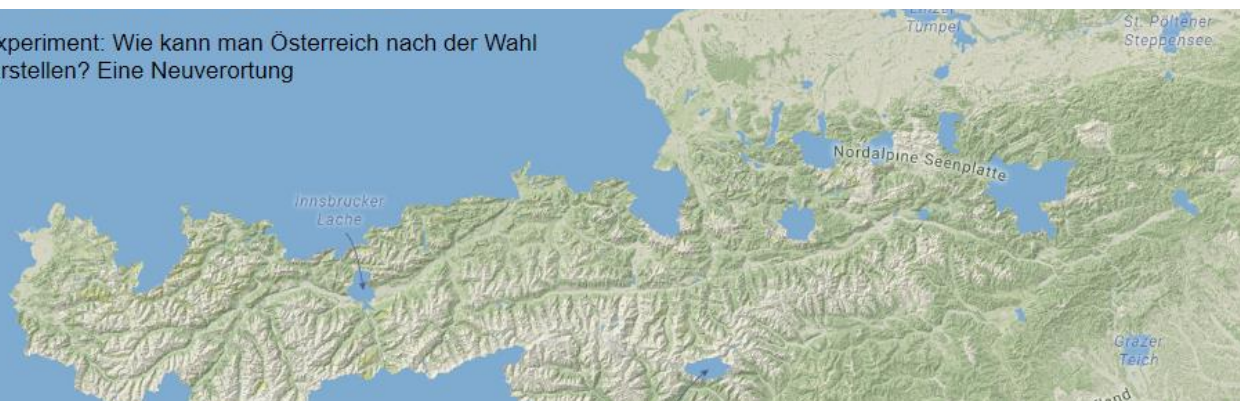 xperiment: Wie kann man Österreich nach der Wahl
rstellen? Eine Neuverortung
Tümpel
St. Pöltener
Steppensee
Nordalpine Seenplatte
Innsbrucker
Lache
Grazer
Teich